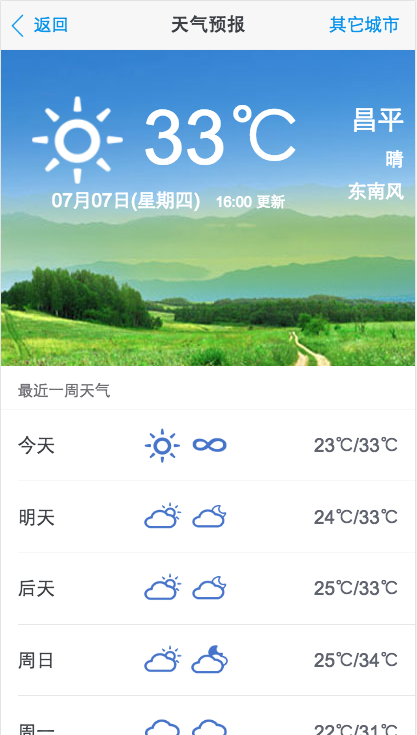 返回 天气预报 其它城市
33℃
昌平
晴
东南风
07月07日(星期四) 16:00 更新
最近一周天气
今天 23℃/33℃
明天 24℃/33℃
后天 25℃/33℃
周日 25℃/34℃
周一 22℃/31℃